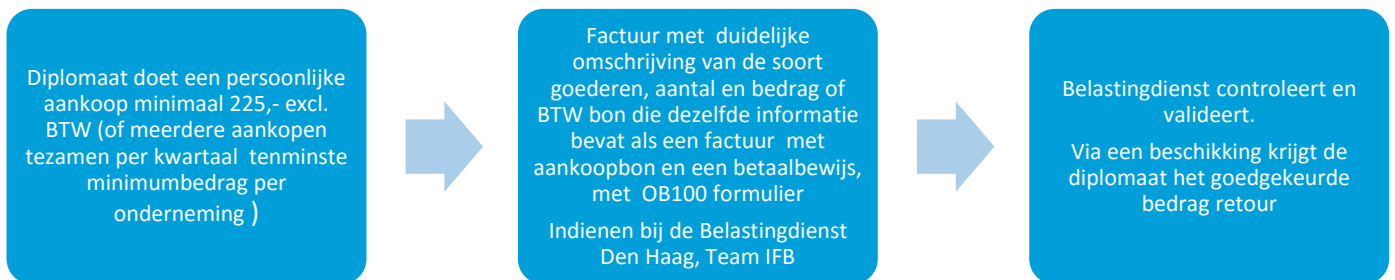 Diplomaat doet een persoonlijke
aankoop minimaal 225,- excl.
BTW (of meerdere aankopen
tezamen per kwartaal tenminste
minimumbedrag per
onderneming )
Factuur met duidelijke
omschrijving van de soort
goederen, aantal en bedrag of
BTW bon die dezelfde informatie
bevat als een factuur met
aankoopbon en een betaalbewijs,
met OB100 formulier
Indienen bij de Belastingdienst
Den Haag, Team IFB
Belastingdienst controleert en
valideert.
Via een beschikking krijgt de
diplomaat het goedgekeurde
bedrag retour